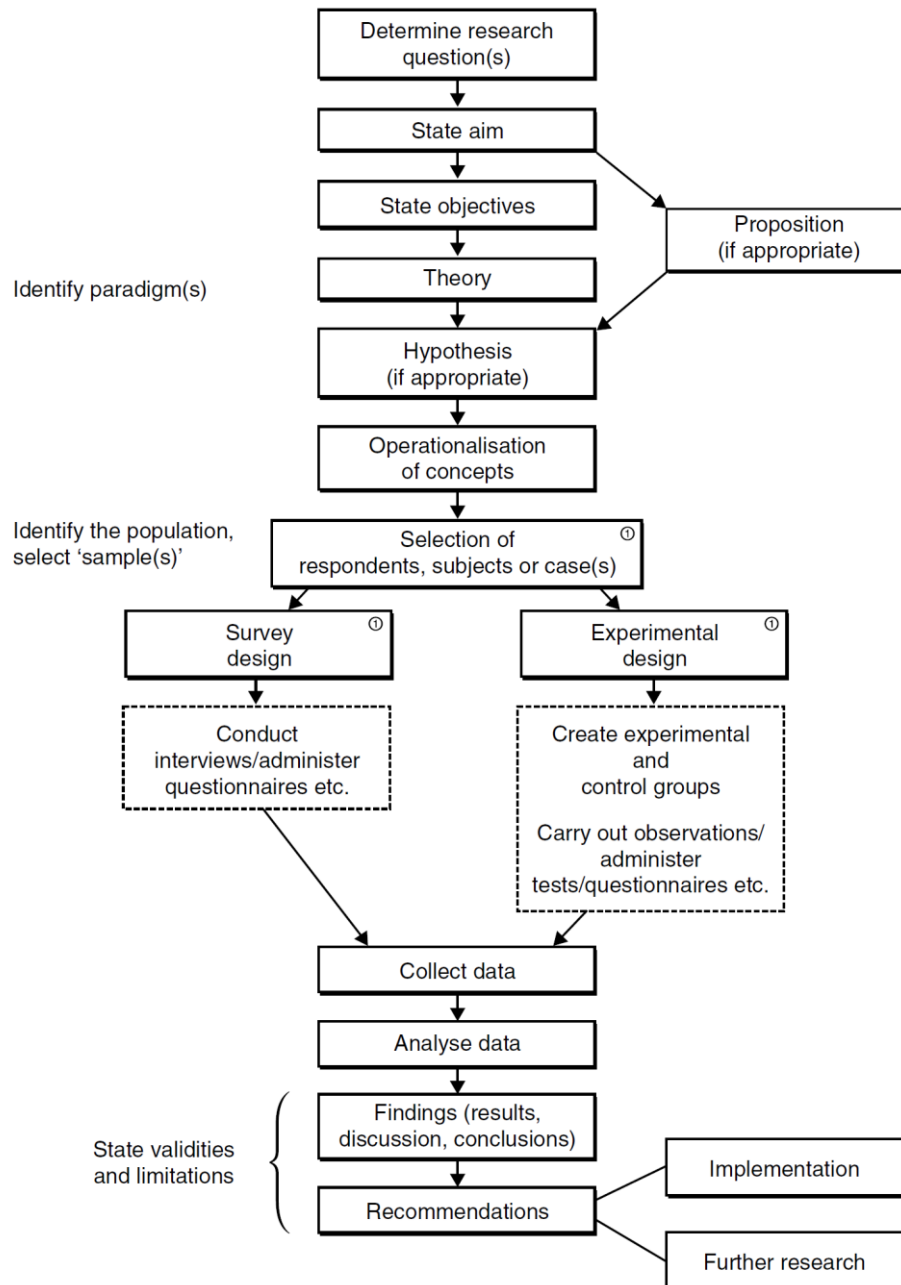 Determine research
question(s)
State aim
State objectives
Proposition
(if appropriate)
Identify paradigm(s)
Theory
Hypothesis
(if appropriate)
Operationalisation
of concepts
Identify the population,
select ‘sample(s)’
Selection of
respondents, subjects or case(s)
①
Survey
design
①
Experimental
design
①
Conduct
interviews/administer
questionnaires etc.
Create experimental
and
control groups
Carry out observations/
administer
tests/questionnaires etc.
Collect data
Analyse data
State validities
and limitations
Findings (results,
discussion, conclusions)
Recommendations
Implementation
Further research